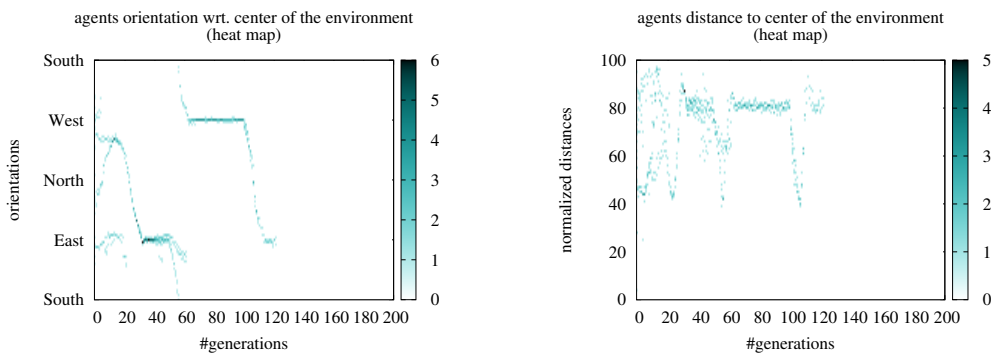 agents orientation wrt. center of the environment
(heat map)
South
West
North
East
South
orientations
0 20 40 60 80 100 120 140 160 180 200
#generations
6
5
4
3
2
1
0
agents distance to center of the environment
(heat map)
100
80
60
40
20
0
normalized distances
0 20 40 60 80 100 120 140 160 180 200
#generations
5
4
3
2
1
0